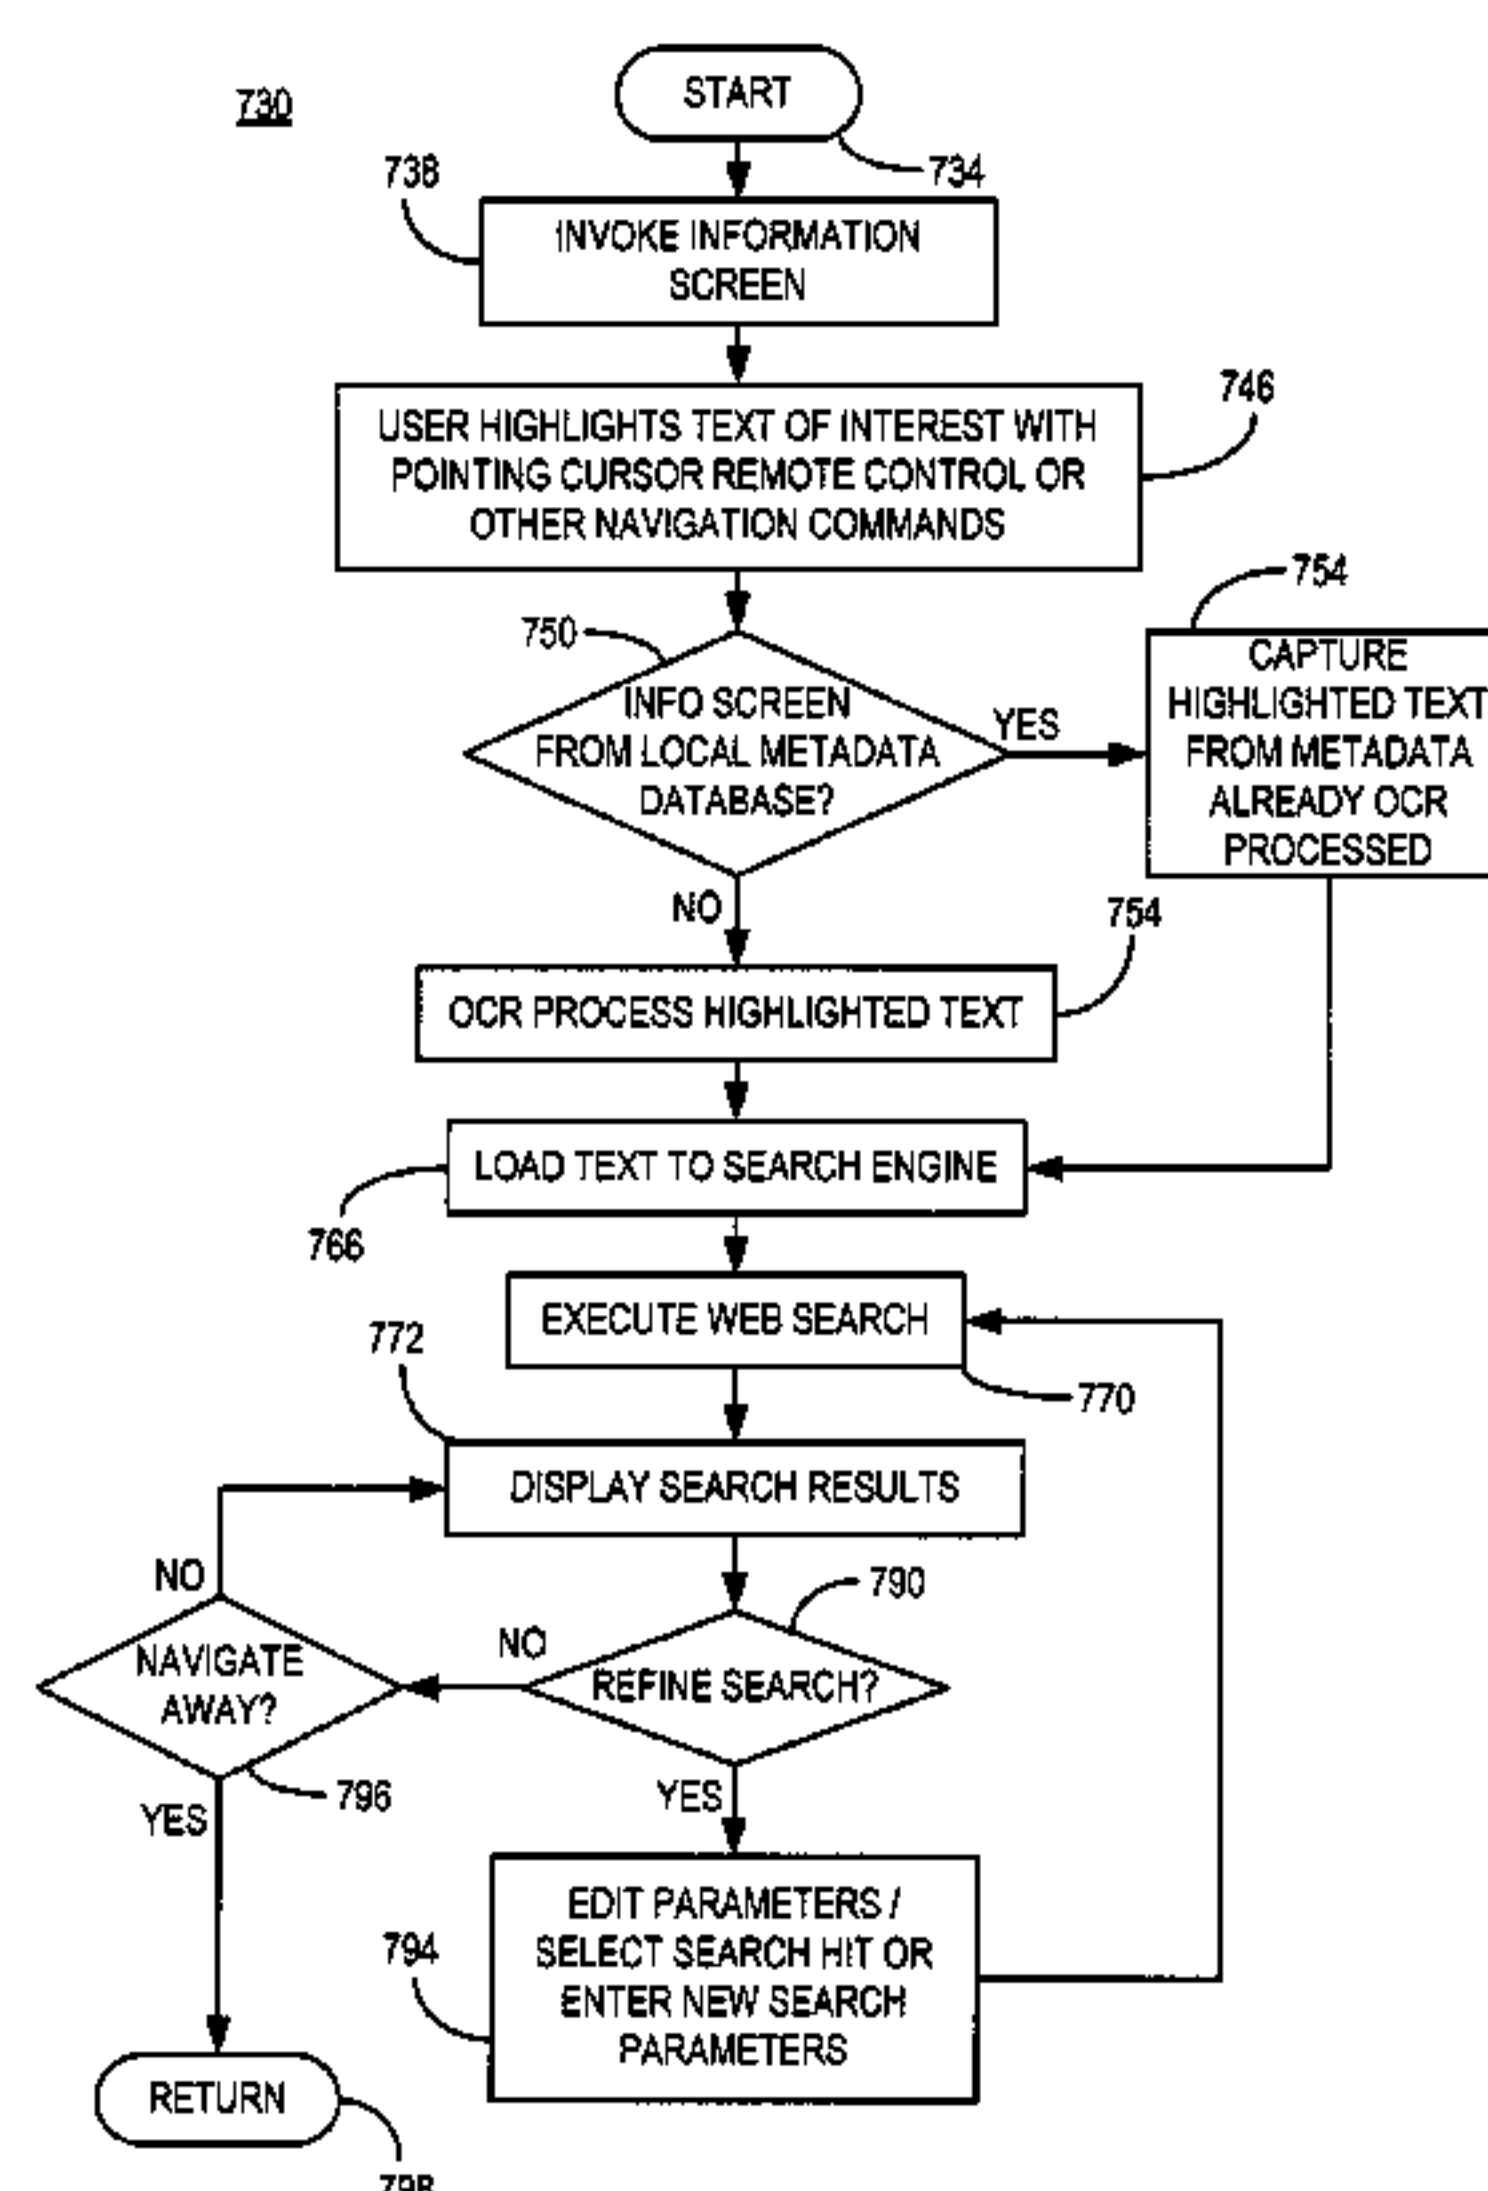 730
START
734
738
INVOKE INFORMATION
SCREEN
746
USER HIGHLIGHTS TEXT OF INTEREST WITH
POINTING CURSOR REMOTE CONTROL OR
OTHER NAVIGATION COMMANDS
750
INFO SCREEN
FROM LOCAL METADATA
DATABASE?
YES
754
CAPTURE
HIGHLIGHTED TEXT
FROM METADATA
ALREADY OCR
PROCESSED
NO
754
OCR PROCESS HIGHLIGHTED TEXT
LOAD TEXT TO SEARCH ENGINE
766
EXECUTE WEB SEARCH
770
772
DISPLAY SEARCH RESULTS
790
REFINE SEARCH?
NO
NAVIGATE
AWAY?
NO
796
YES
YES
EDIT PARAMETERS /
SELECT SEARCH HIT OR
ENTER NEW SEARCH
PARAMETERS
794
RETURN
798